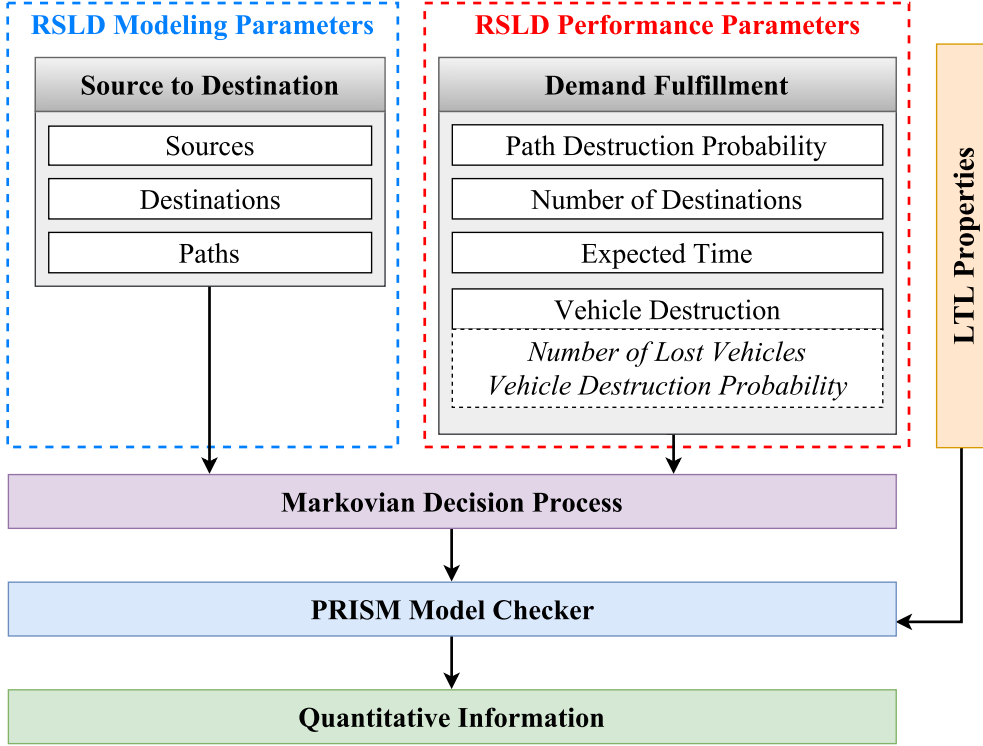 RSLD Modeling Parameters
Source to Destination
Sources
Destinations
Paths
RSLD Performance Parameters
Demand Fulfillment
Path Destruction Probability
Number of Destinations
Expected Time
Vehicle Destruction
Number of Lost Vehicles
Vehicle Destruction Probability
LTL Properties
Markovian Decision Process
PRISM Model Checker
Quantitative Information